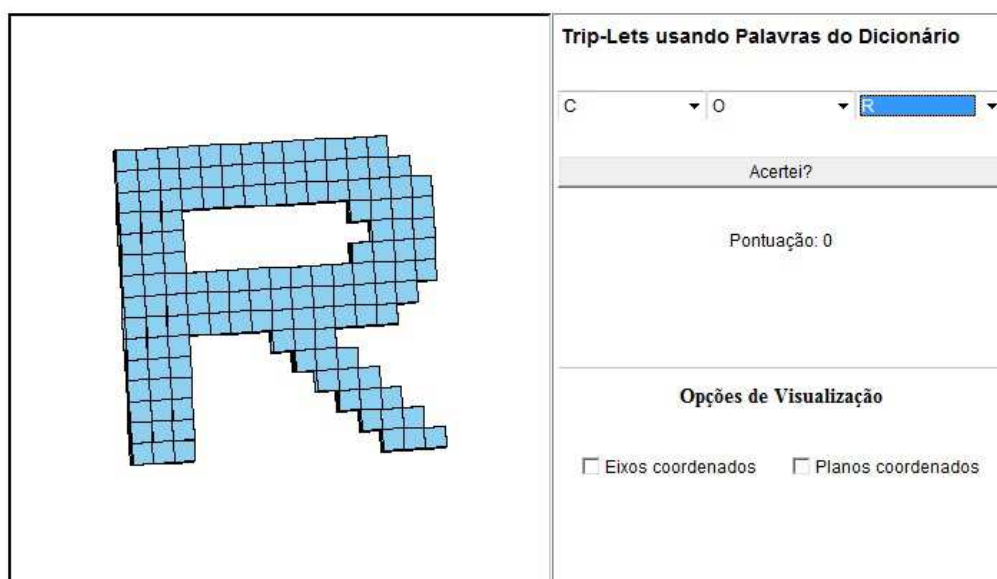 Trip-Lets usando Palavras do Dicionário
C O R
Acertei?
Pontuação: 0
Opções de Visualização
Eixos coordenados Planos coordenados
R